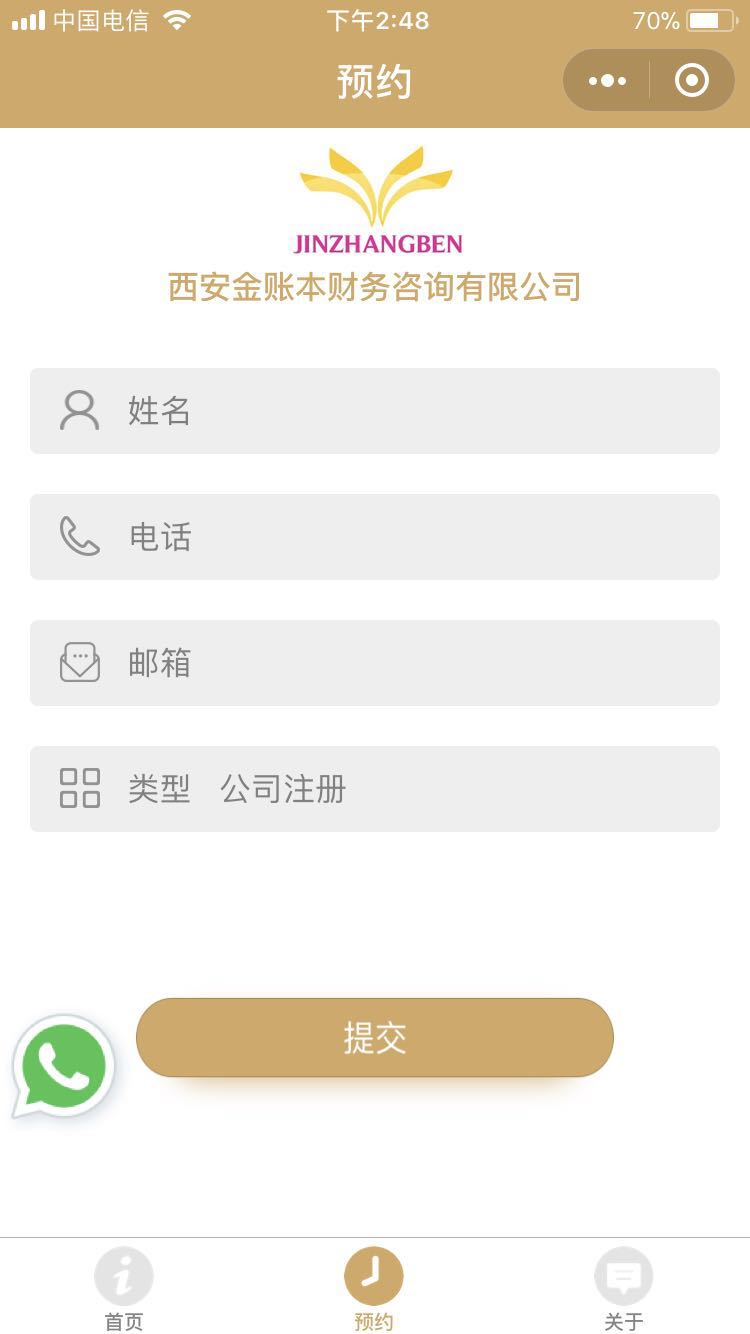 中国电信 下午2:48 70%
预约
JINZHANGBEN
西安金账本财务咨询有限公司
姓名
电话
邮箱
类型 公司注册
提交
首页 预约 关于